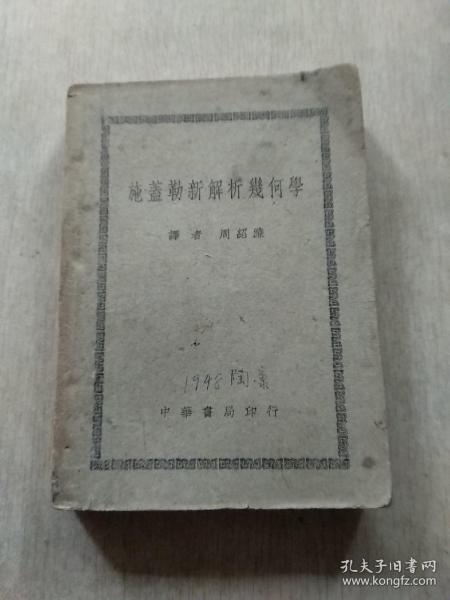 施蓋勒新解析幾何學
譯者 周紹濂
1948 陶
中華書局印行
孔夫子旧书网
www.kongfz.com